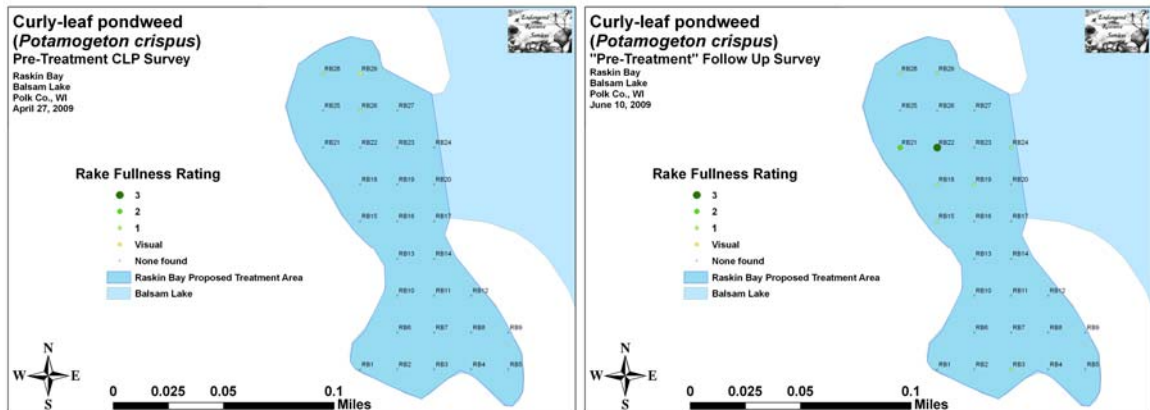 Curly-leaf pondweed
(Potamogeton crispus)
Pre-Treatment CLP Survey
Raskin Bay
Balsam Lake
Polk Co., WI
April 27, 2009
Endangered
Resource
Services
RB28 RB29
RB25 RB26 RB27
RB21 RB22 RB23 RB24
RB18 RB19 RB20
RB15 RB16 RB17
RB13 RB14
RB10 RB11 RB12
RB6 RB7 RB8 RB9
RB1 RB2 RB3 RB4 RB5
Rake Fullness Rating
3
2
1
Visual
None found
Raskin Bay Proposed Treatment Area
Balsam Lake
N
W E
S
0 0.025 0.05 0.1
Miles
Curly-leaf pondweed
(Potamogeton crispus)
"Pre-Treatment" Follow Up Survey
Raskin Bay
Balsam Lake
Polk Co., WI
June 10, 2009
Endangered
Resource
Services
RB28 RB29
RB25 RB26 RB27
RB21 RB22 RB23 RB24
RB18 RB19 RB20
RB15 RB16 RB17
RB13 RB14
RB10 RB11 RB12
RB6 RB7 RB8 RB9
RB1 RB2 RB3 RB4 RB5
Rake Fullness Rating
3
2
1
Visual
None found
Raskin Bay Proposed Treatment Area
Balsam Lake
N
W E
S
0 0.025 0.05 0.1
Miles